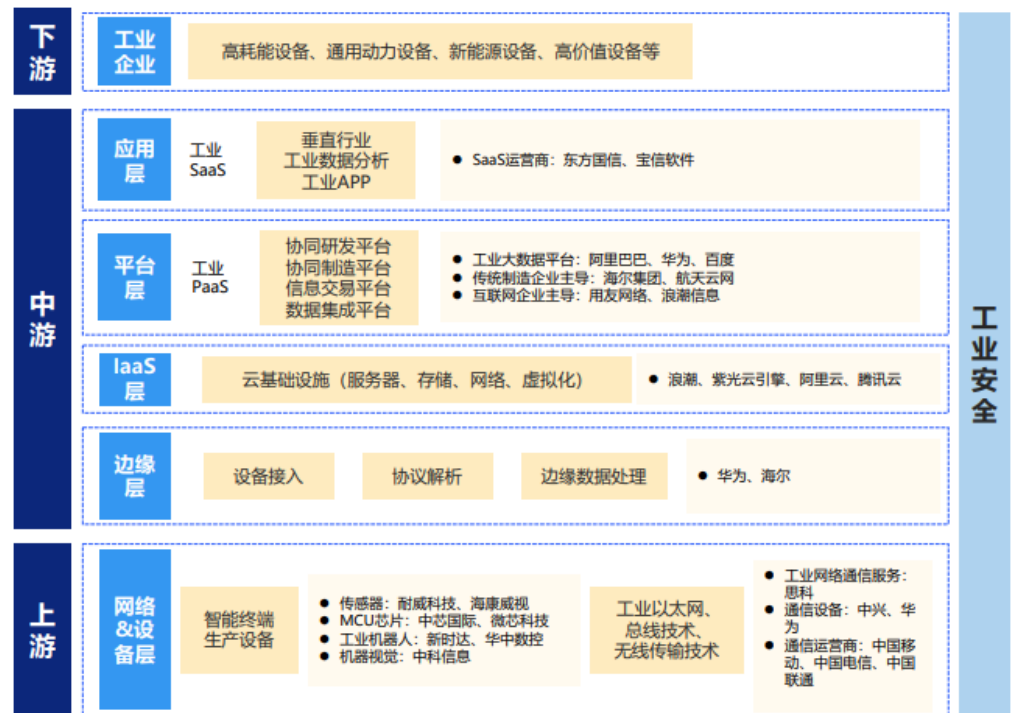 下
游
工业
企业
高耗能设备、通用动力设备、新能源设备、高价值设备等
中
游
应用
层
工业
SaaS
垂直行业
工业数据分析
工业APP
● SaaS运营商：东方国信、宝信软件
平台
层
工业
PaaS
协同研发平台
协同制造平台
信息交易平台
数据集成平台
● 工业大数据平台：阿里巴巴、华为、百度
● 传统制造企业主导：海尔集团、航天云网
● 互联网企业主导：用友网络、浪潮信息
IaaS
层
云基础设施（服务器、存储、网络、虚拟化）
● 浪潮、紫光云引擎、阿里云、腾讯云
边缘
层
设备接入
协议解析
边缘数据处理
● 华为、海尔
上
游
网络
&设
备层
智能终端
生产设备
● 传感器：耐威科技、海康威视
● MCU芯片：中芯国际、微芯科技
● 工业机器人：新时达、华中数控
● 机器视觉：中科信息
工业以太网、
总线技术、
无线传输技术
● 工业网络通信服务：
思科
● 通信设备：中兴、华
为
● 通信运营商：中国移
动、中国电信、中国
联通
工
业
安
全